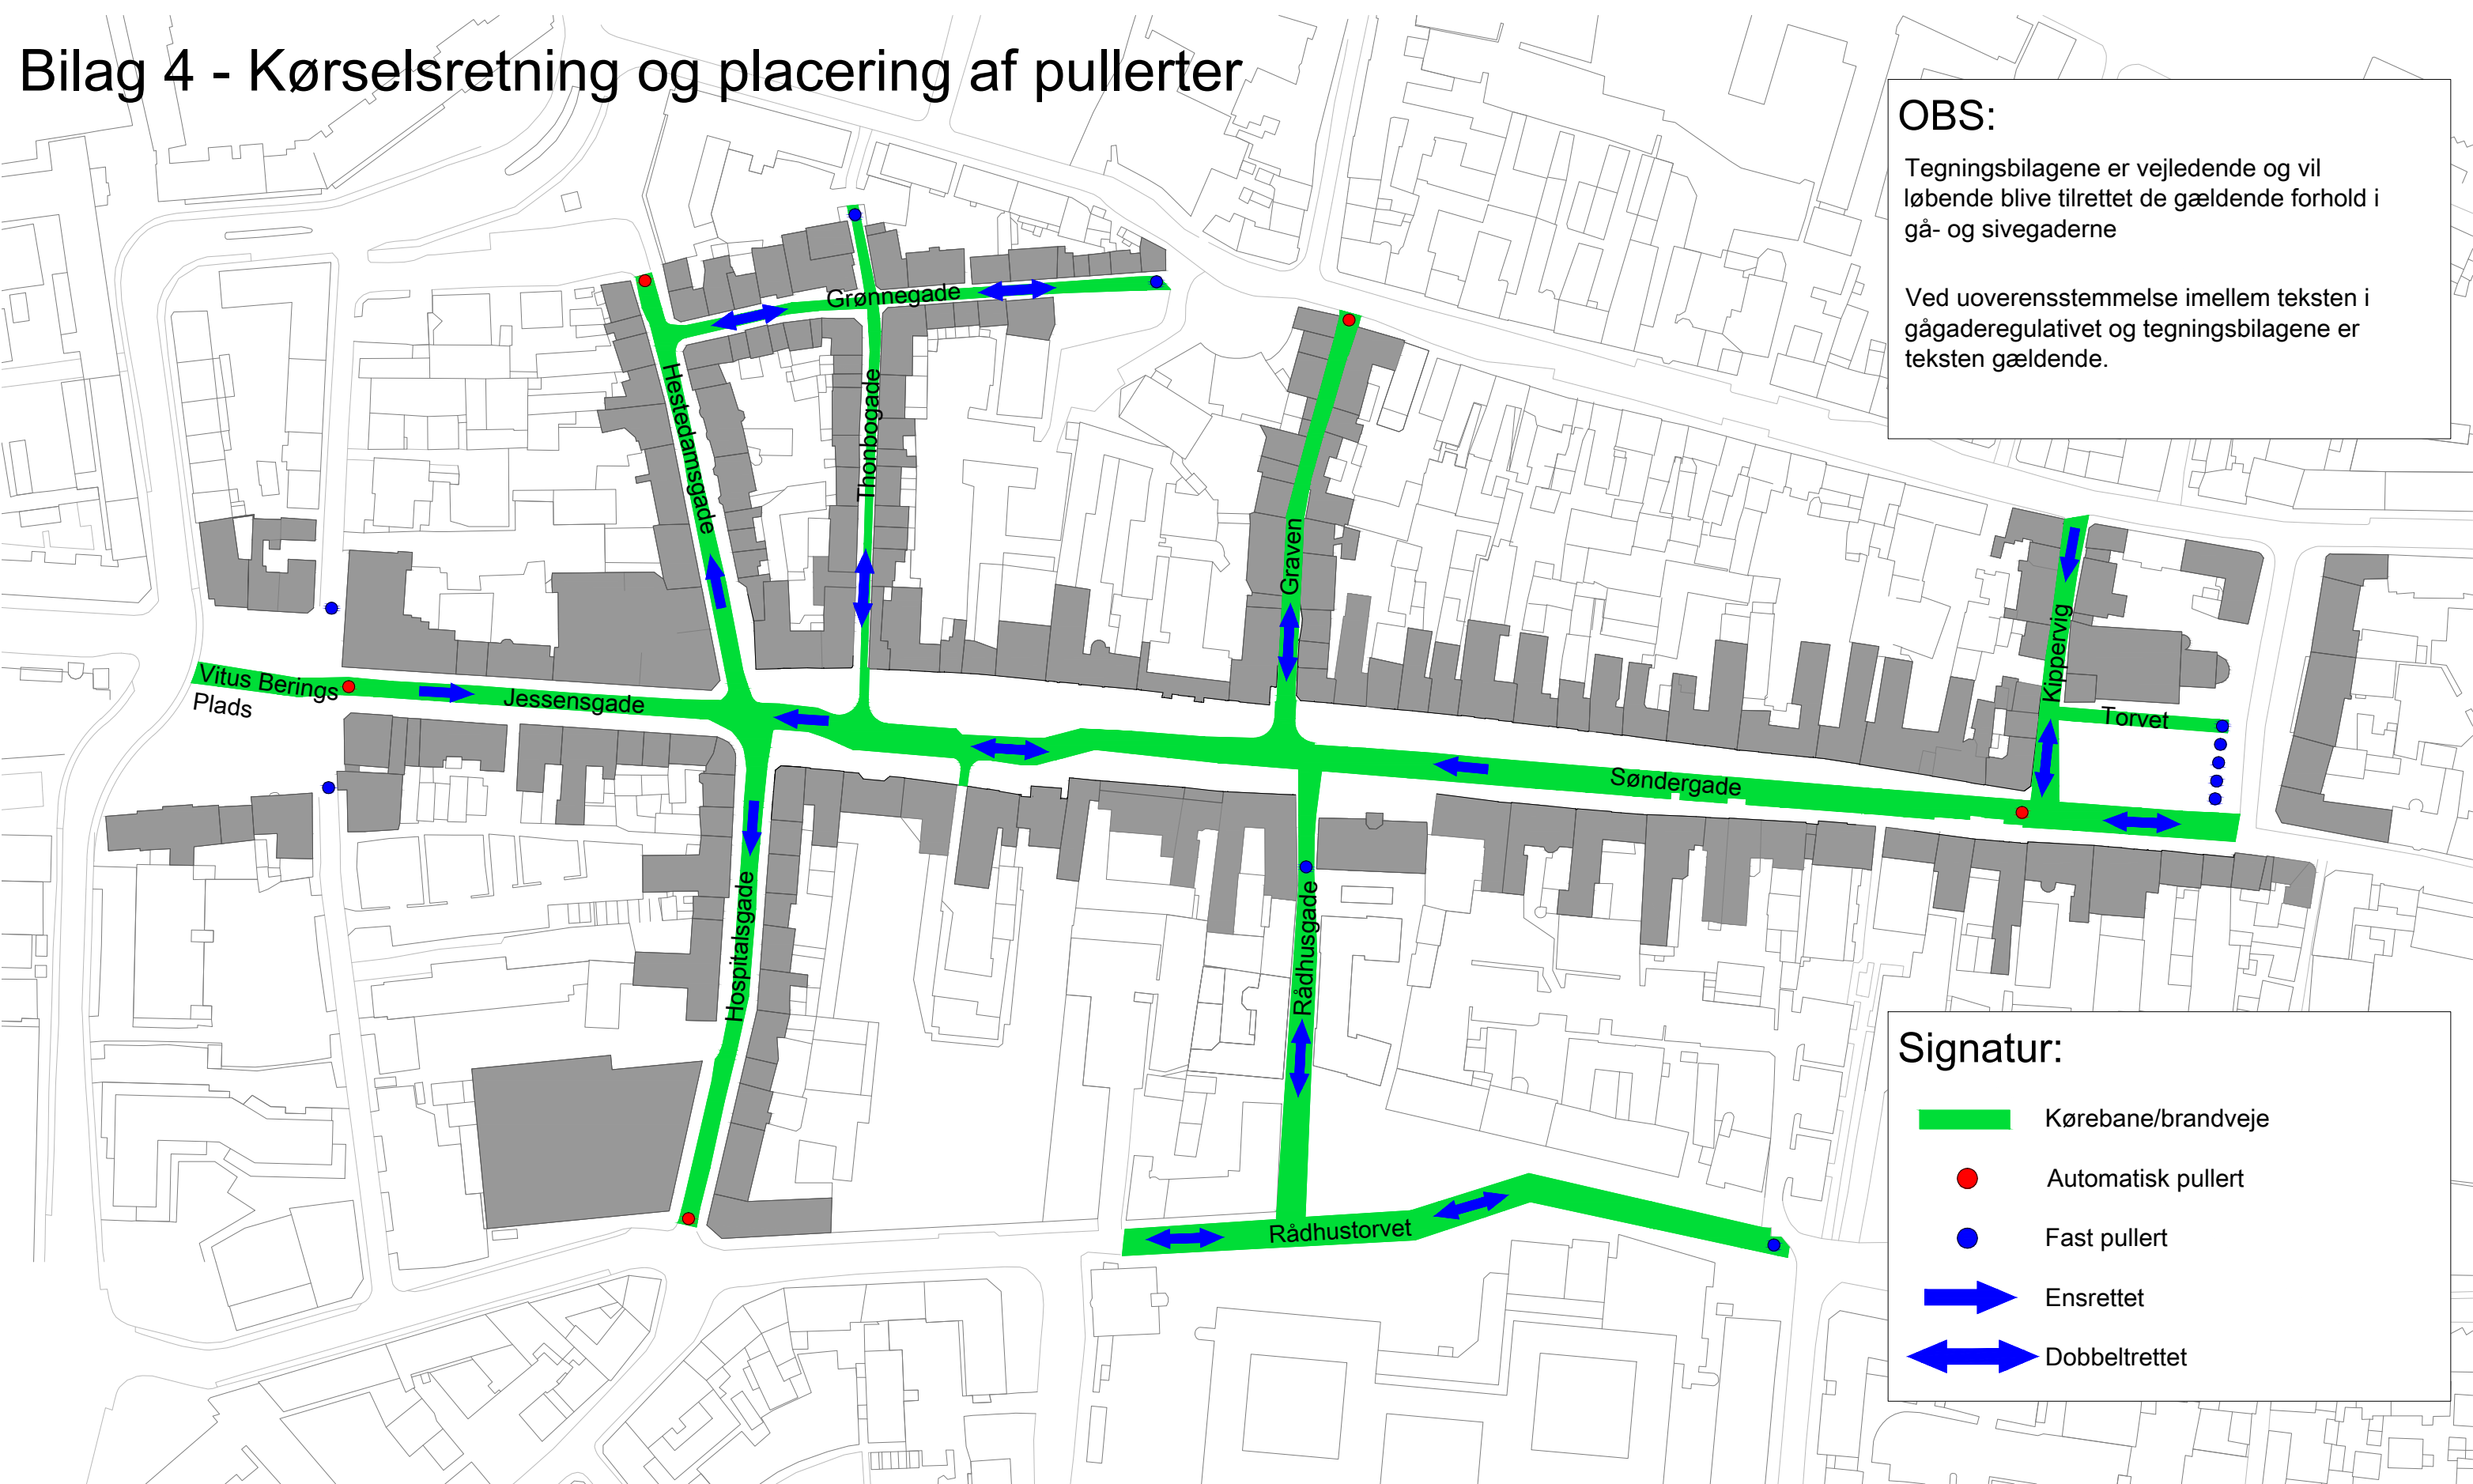 Bilag 4 - Kørselsretning og placering af pullerter
OBS:
Tegningsbilagene er vejledende og vil
løbende blive tilrettet de gældende forhold i
gå- og sivegaderne
Ved uoverensstemmelse imellem teksten i
gågaderegulativet og tegningsbilagene er
teksten gældende.
Grønnegade
Hestedamsgade
Thonbogade
Graven
Kippervig
Vitus Berings
Plads
Jessensgade
Torvet
Søndergade
Hospitalsgade
Rådhusgade
Rådhustorvet
Signatur:
Kørebane/brandveje
Automatisk pullert
Fast pullert
Ensrettet
Dobbeltrettet